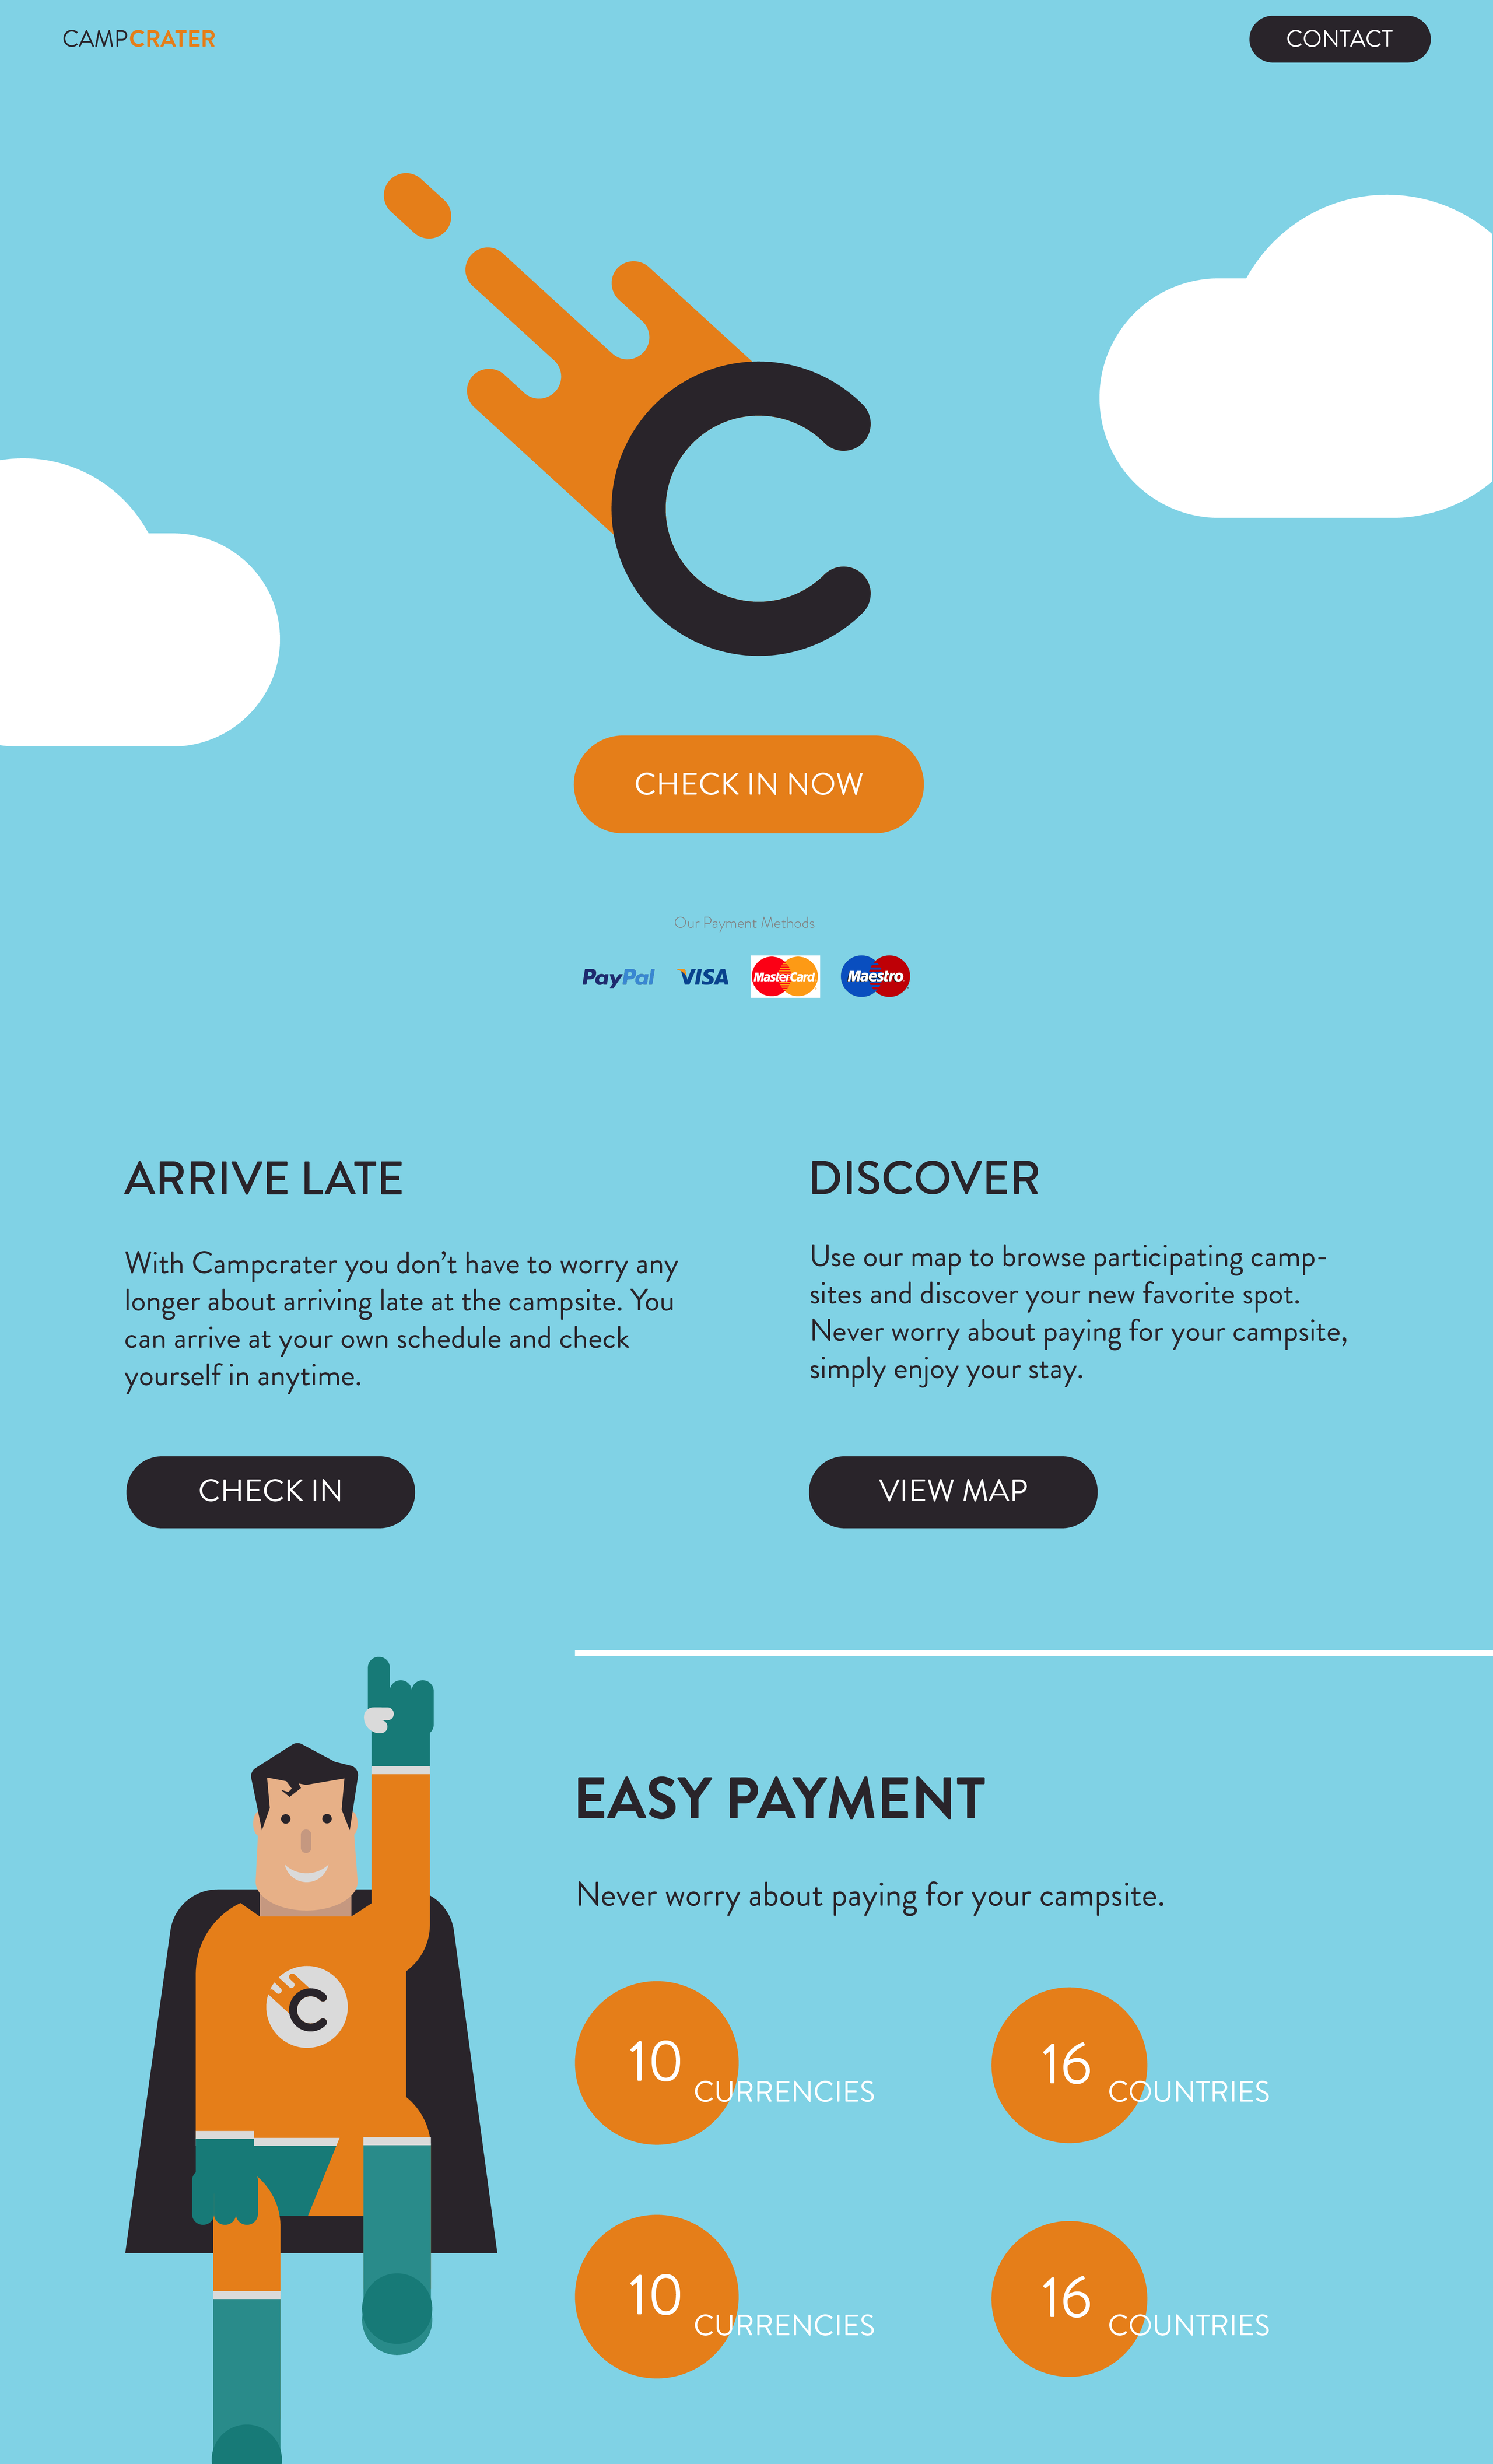 CAMPCRATER
CONTACT
C
CHECK IN NOW
Our Payment Methods
PayPal VISA MasterCard Maestro
ARRIVE LATE
With Campcrater you don't have to worry any
longer about arriving late at the campsite. You
can arrive at your own schedule and check
yourself in anytime.
CHECK IN
DISCOVER
Use our map to browse participating camp-
sites and discover your new favorite spot.
Never worry about paying for your campsite,
simply enjoy your stay.
VIEW MAP
EASY PAYMENT
Never worry about paying for your campsite.
C
10 CURRENCIES
16 COUNTRIES
10 CURRENCIES
16 COUNTRIES